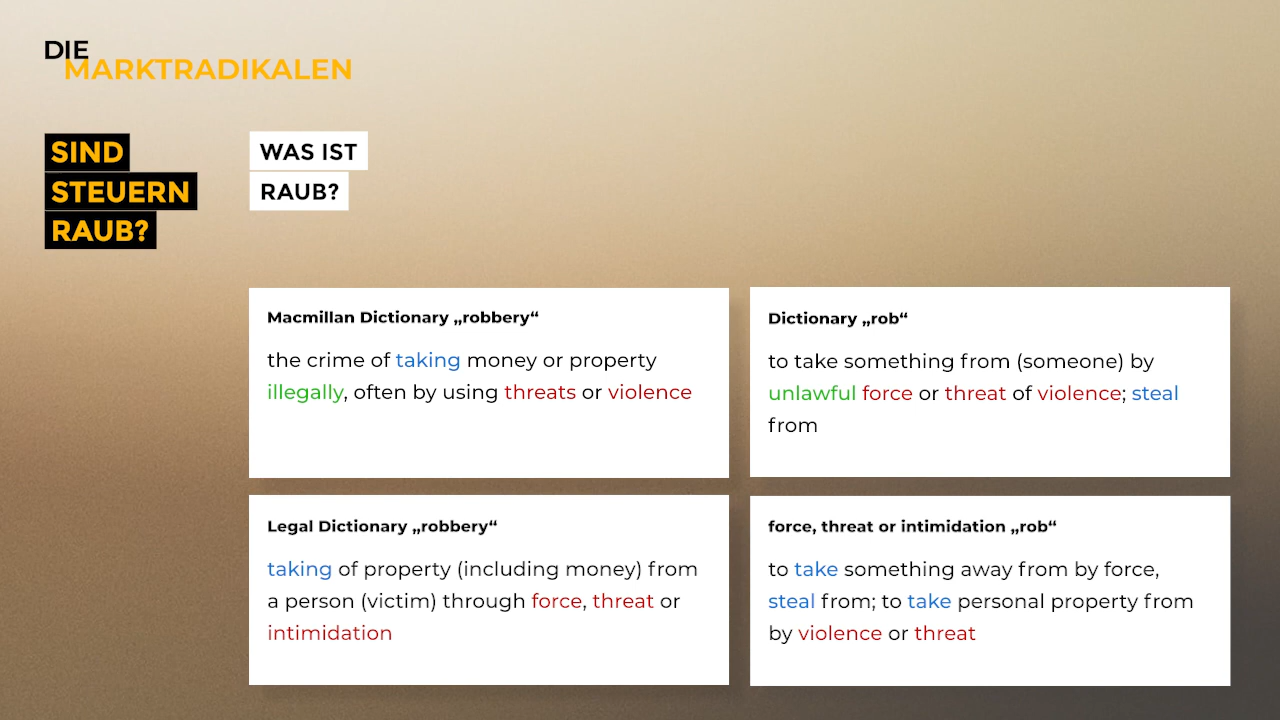 DIE
MARKTRADIKALEN
SIND
STEUERN
RAUB?
WAS IST
RAUB?
Macmillan Dictionary „robbery“
the crime of taking money or property
illegally, often by using threats or violence
Dictionary „rob“
to take something from (someone) by
unlawful force or threat of violence; steal
from
Legal Dictionary „robbery“
taking of property (including money) from
a person (victim) through force, threat or
intimidation
force, threat or intimidation „rob“
to take something away from by force,
steal from; to take personal property from
by violence or threat